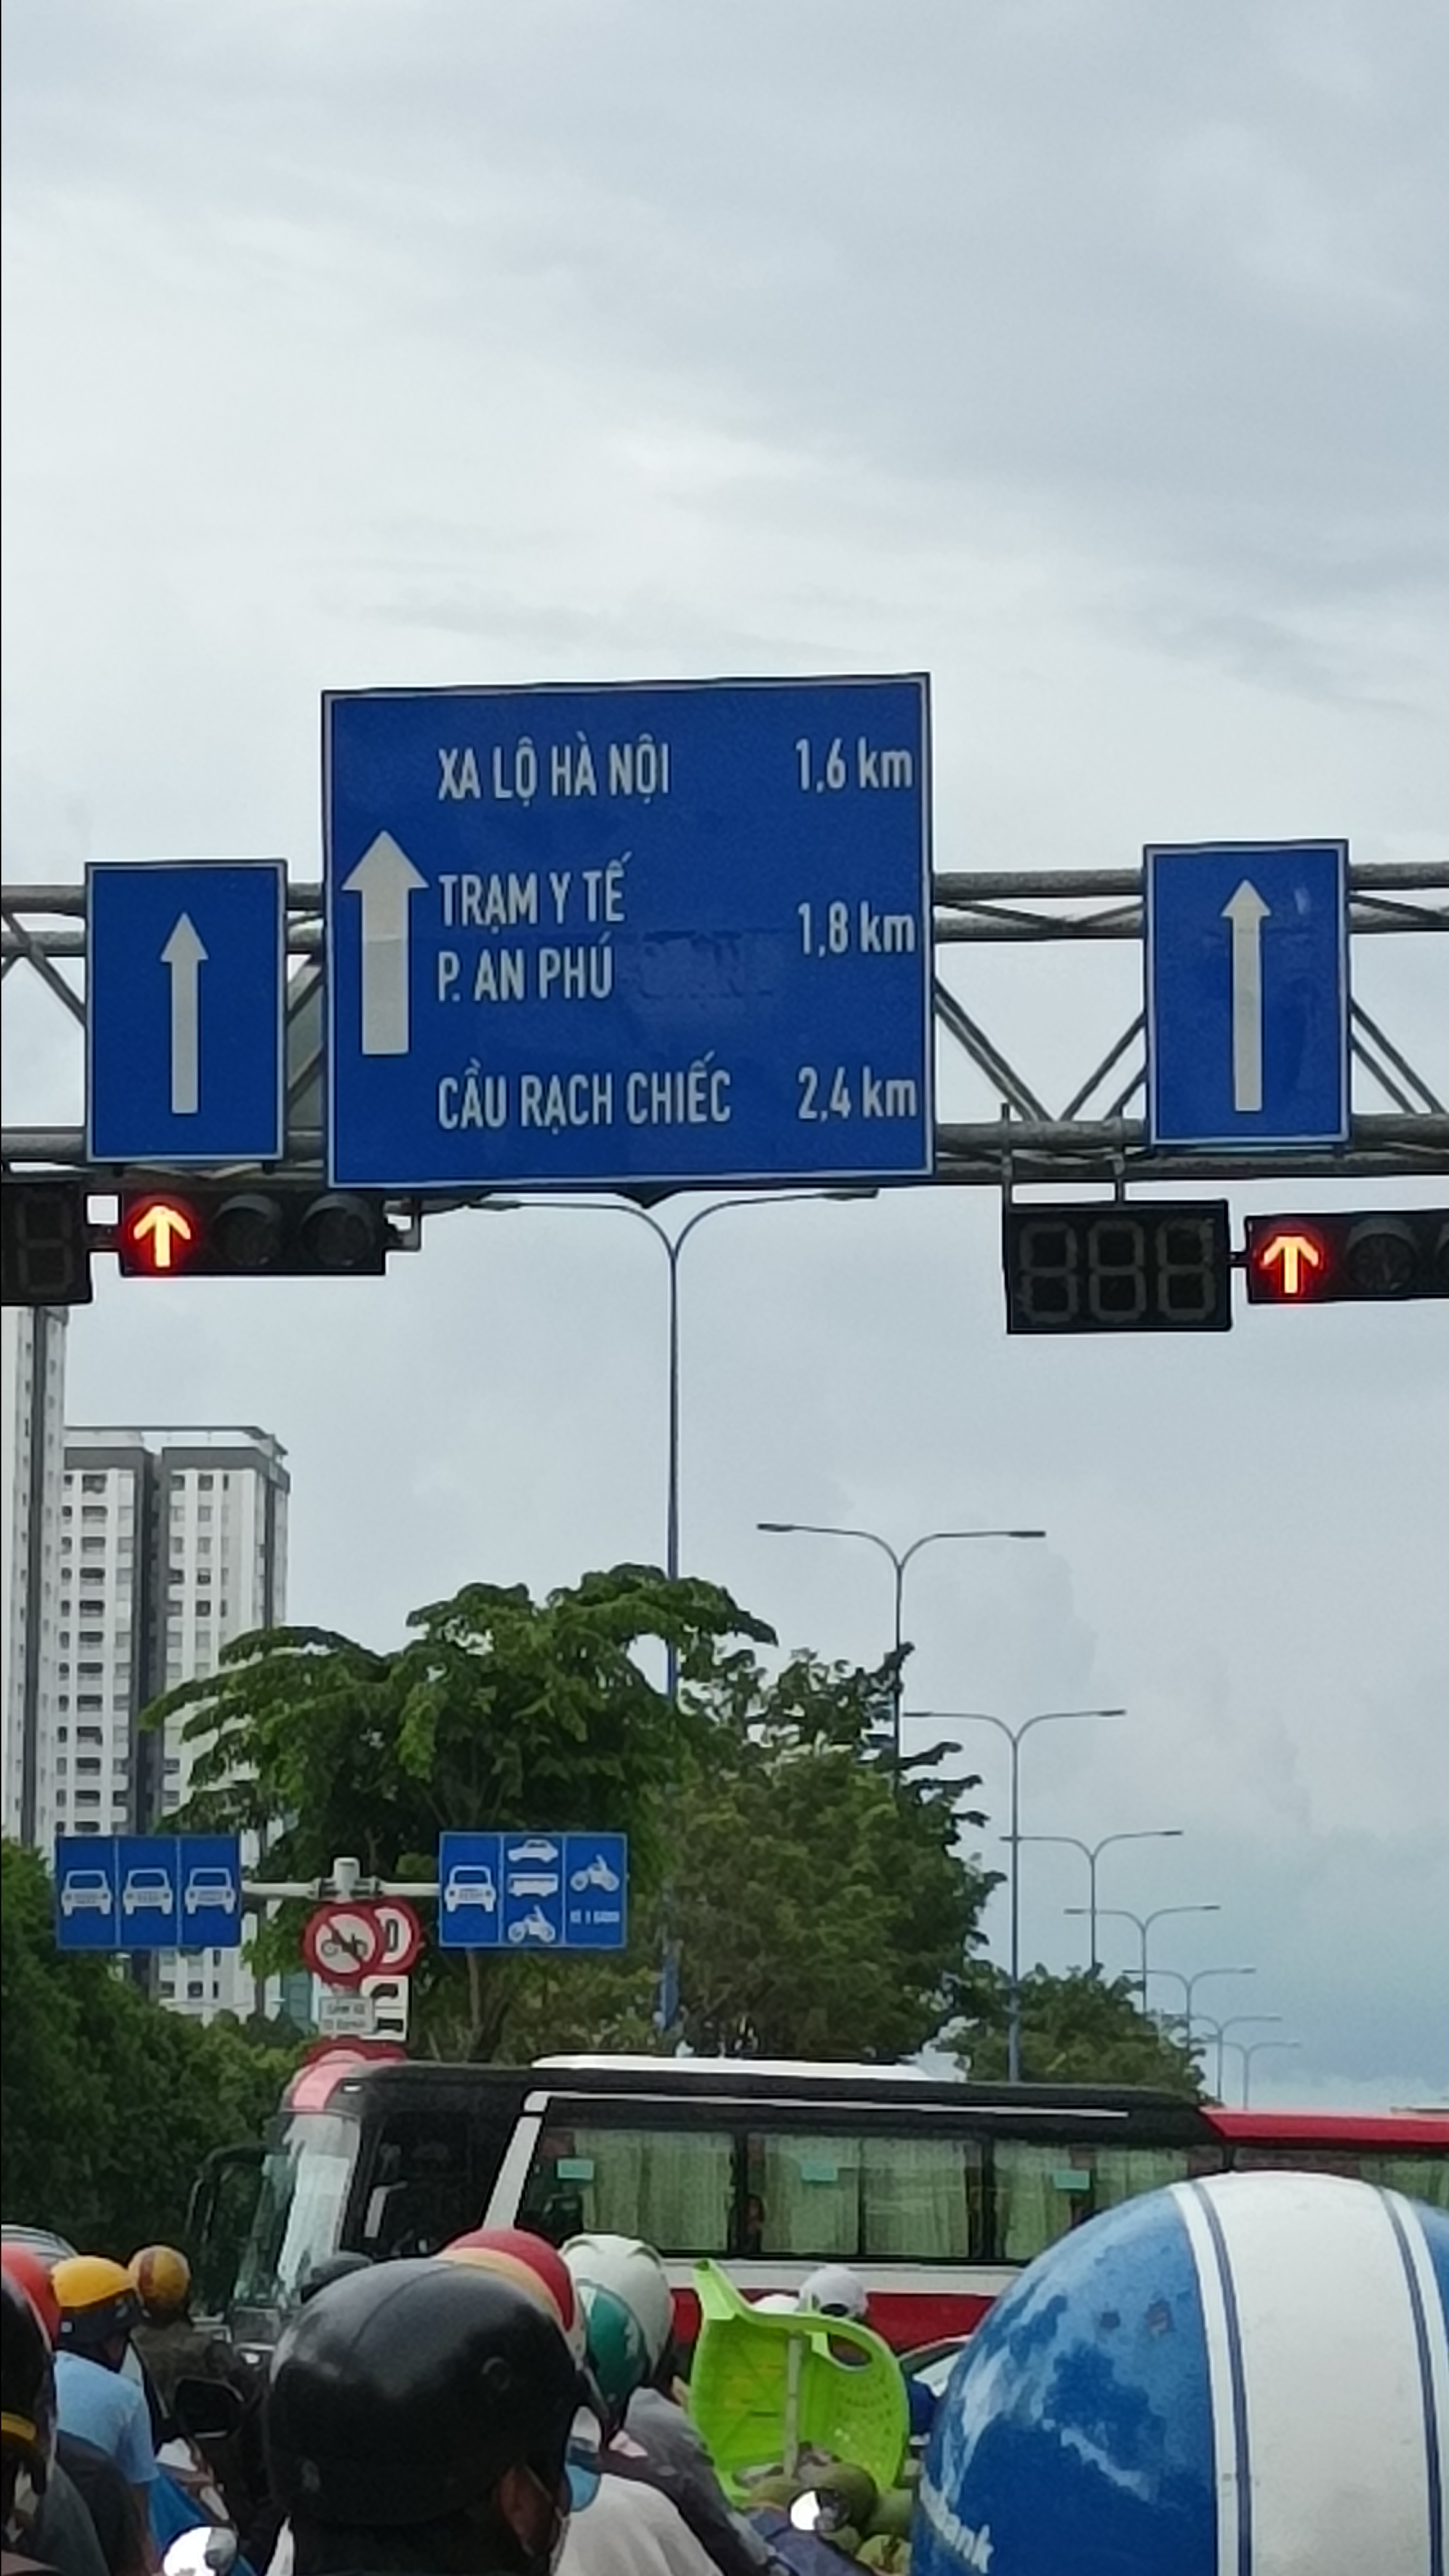 XA LỘ HÀ NỘI 1,6 km
TRẠM Y TẾ
P. AN PHÚ 1,8 km
CẦU RẠCH CHIẾC 2,4 km